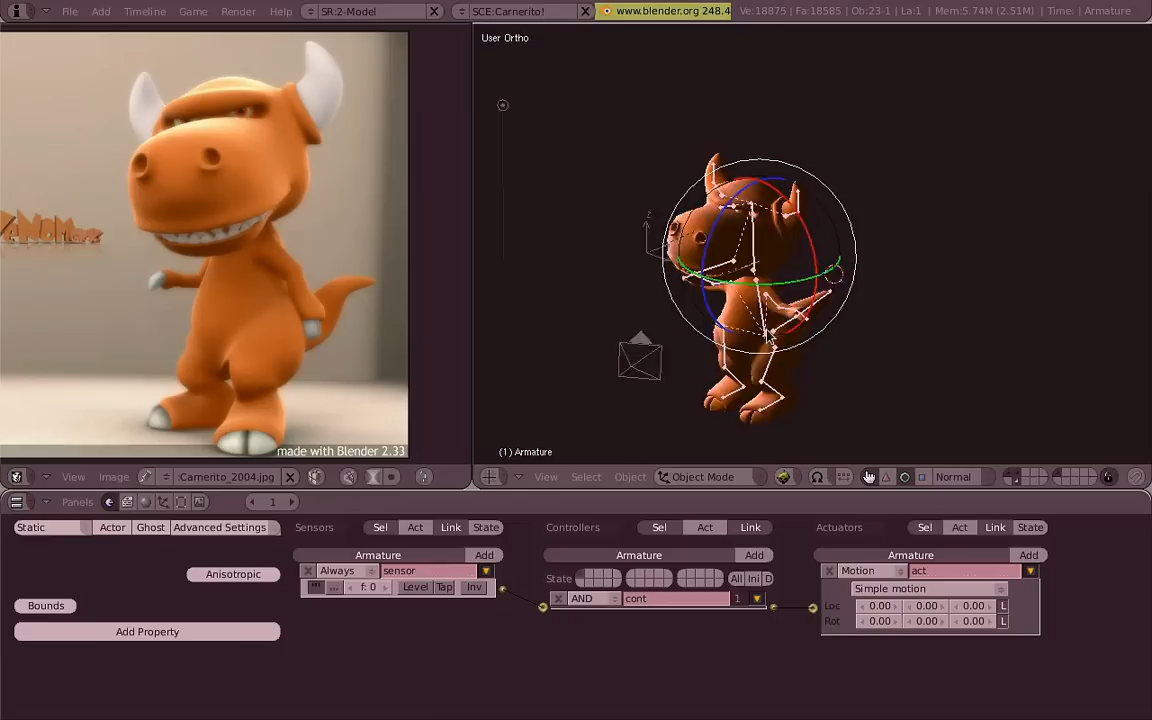 File Add Timeline Game Render Help SR:2-Model SCE:Carnerito! www.blender.org 248.4 Ve:18875 | Fa:18585 | Ob:23-1 | La:1 | Mem:5.74M (2.51M) | Time: | Armature
User Ortho
z
made with Blender 2.33
(1) Armature
View Image :Carnerito_2004.jpg View Select Object Object Mode Normal
Panels 1
Static Actor Ghost Advanced Settings Sensors Sel Act Link State Controllers Sel Act Link Actuators Sel Act Link State
Armature Add Armature Add Armature Add
Anisotropic Always sensor State All Ini D Motion act
f: 0 Level Tap Inv AND cont 1 Simple motion
Bounds Loc 0.00 0.00 0.00 L
Rot 0.00 0.00 0.00 L
Add Property